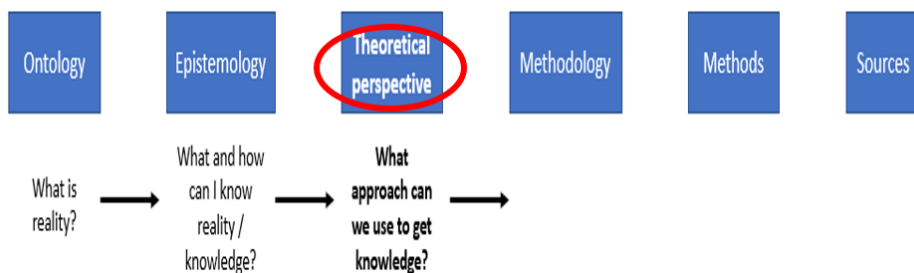 Ontology
Epistemology
Theoretical
perspective
Methodology
Methods
Sources
What is
reality?
What and how
can I know
reality /
knowledge?
What
approach can
we use to get
knowledge?